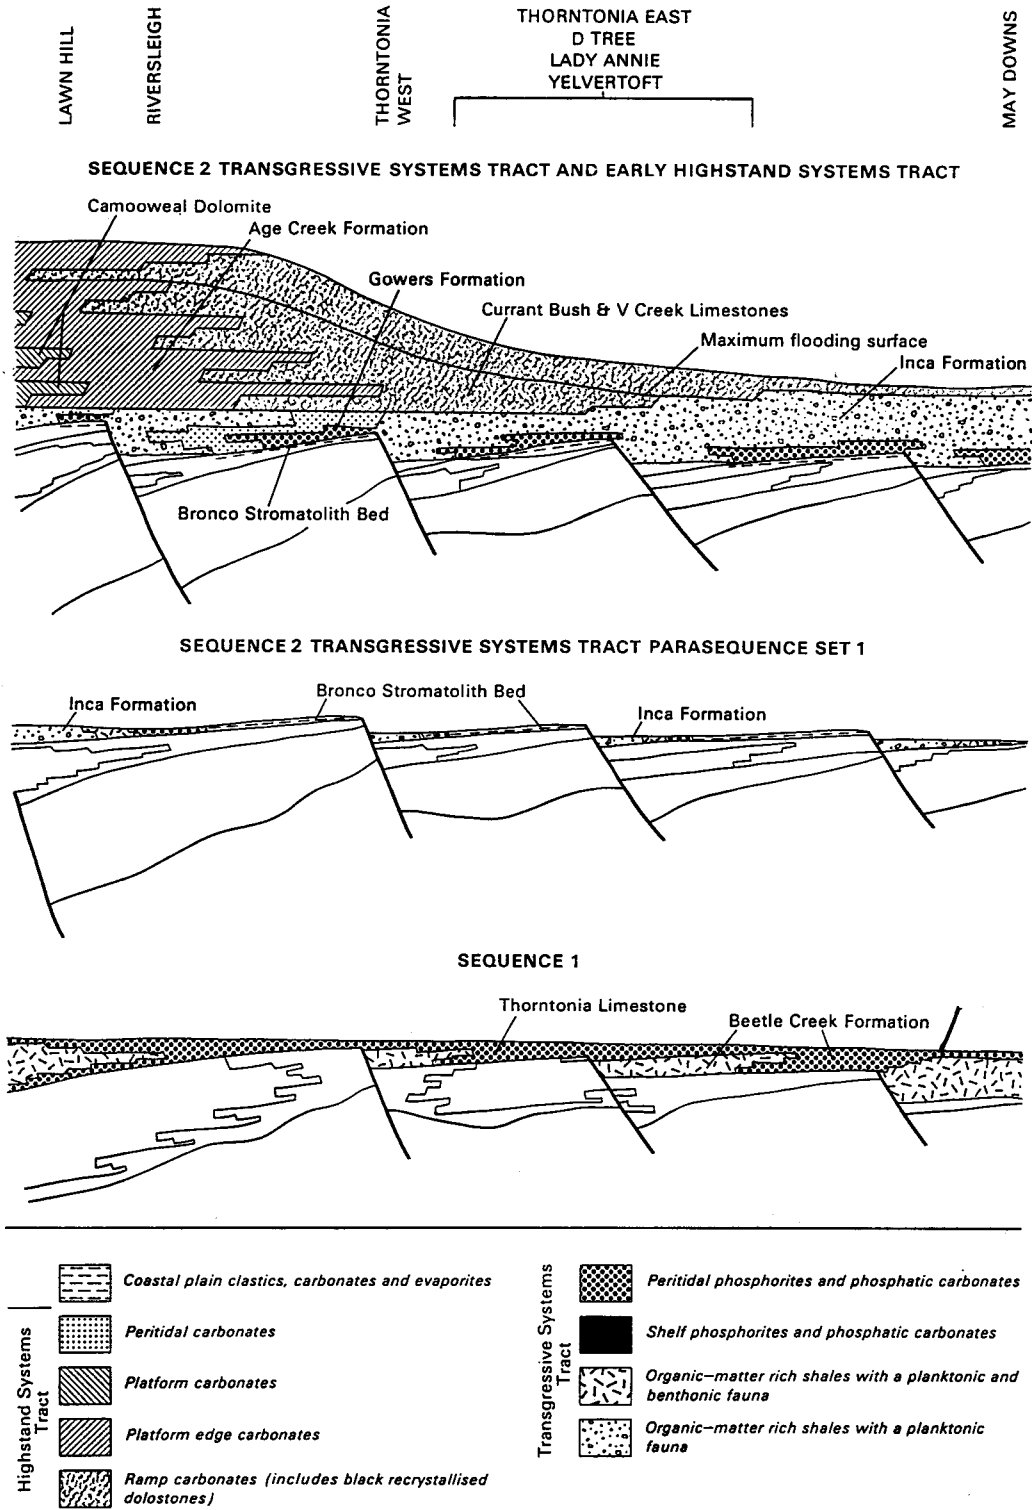 LAWN HILL
RIVERSLEIGH
THORNTONIA
WEST
THORNTONIA EAST
D TREE
LADY ANNIE
YELVERTOFT
MAY DOWNS
SEQUENCE 2 TRANSGRESSIVE SYSTEMS TRACT AND EARLY HIGHSTAND SYSTEMS TRACT
Camooweal Dolomite
Age Creek Formation
Gowers Formation
Currant Bush & V Creek Limestones
Maximum flooding surface
Inca Formation
Bronco Stromatolith Bed
SEQUENCE 2 TRANSGRESSIVE SYSTEMS TRACT PARASEQUENCE SET 1
Inca Formation
Bronco Stromatolith Bed
Inca Formation
SEQUENCE 1
Thorntonia Limestone
Beetle Creek Formation
Highstand Systems
Tract
Coastal plain clastics, carbonates and evaporites
Peritidal carbonates
Platform carbonates
Platform edge carbonates
Ramp carbonates (includes black recrystallised
dolostones)
Transgressive Systems
Tract
Peritidal phosphorites and phosphatic carbonates
Shelf phosphorites and phosphatic carbonates
Organic-matter rich shales with a planktonic and
benthonic fauna
Organic-matter rich shales with a planktonic
fauna